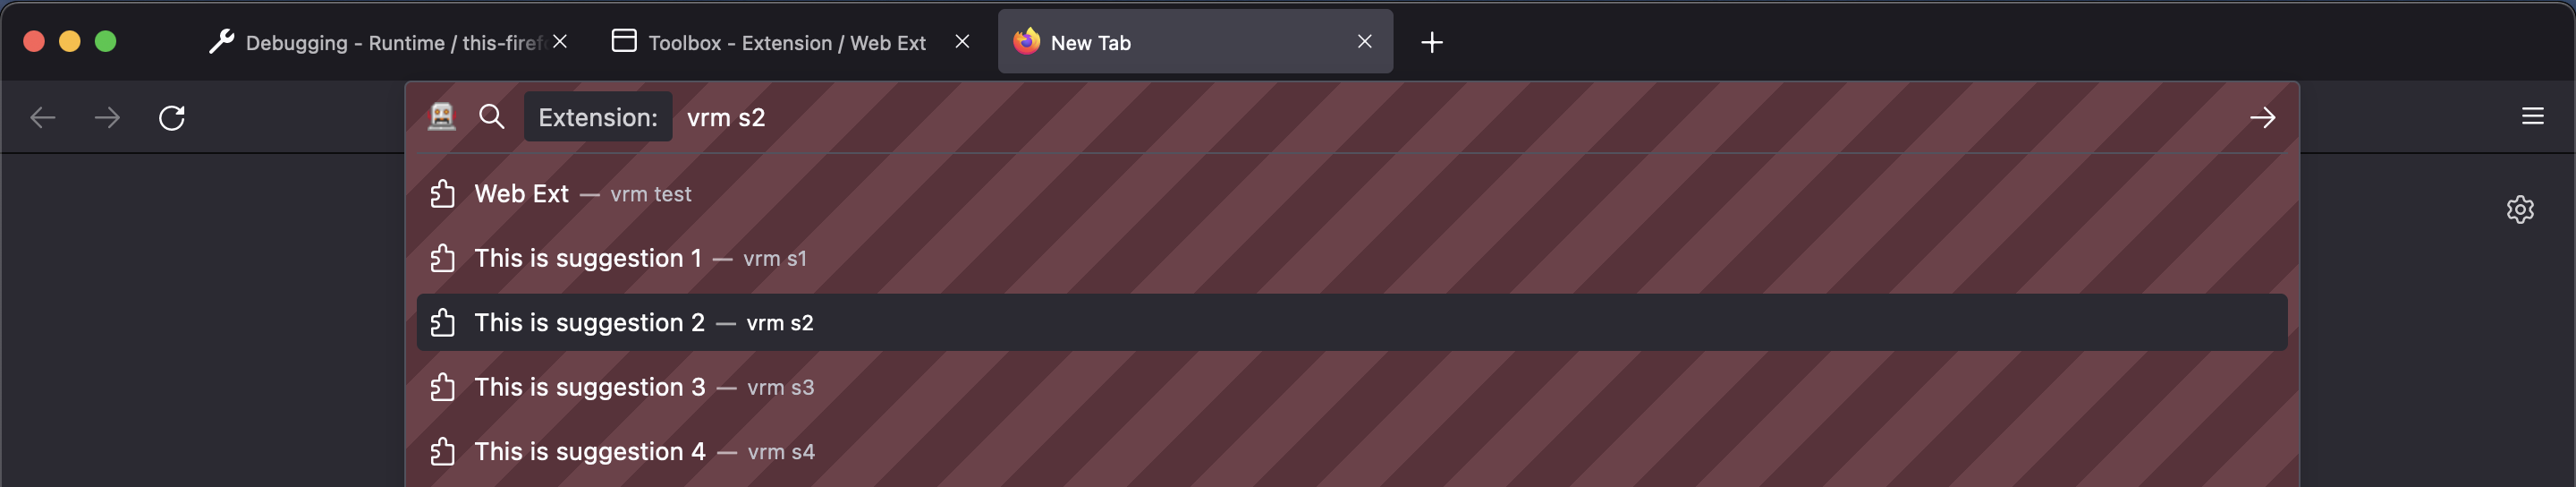 Debugging - Runtime / this-firef
Toolbox - Extension / Web Ext
New Tab
Extension: vrm s2
Web Ext — vrm test
This is suggestion 1 — vrm s1
This is suggestion 2 — vrm s2
This is suggestion 3 — vrm s3
This is suggestion 4 — vrm s4